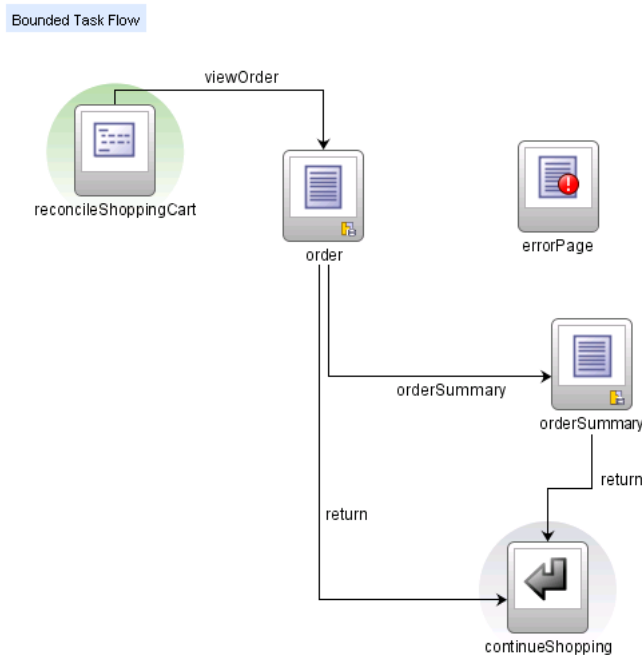 Bounded Task Flow
viewOrder
reconcileShoppingCart
order
errorPage
orderSummary
orderSummary
return
return
continueShopping